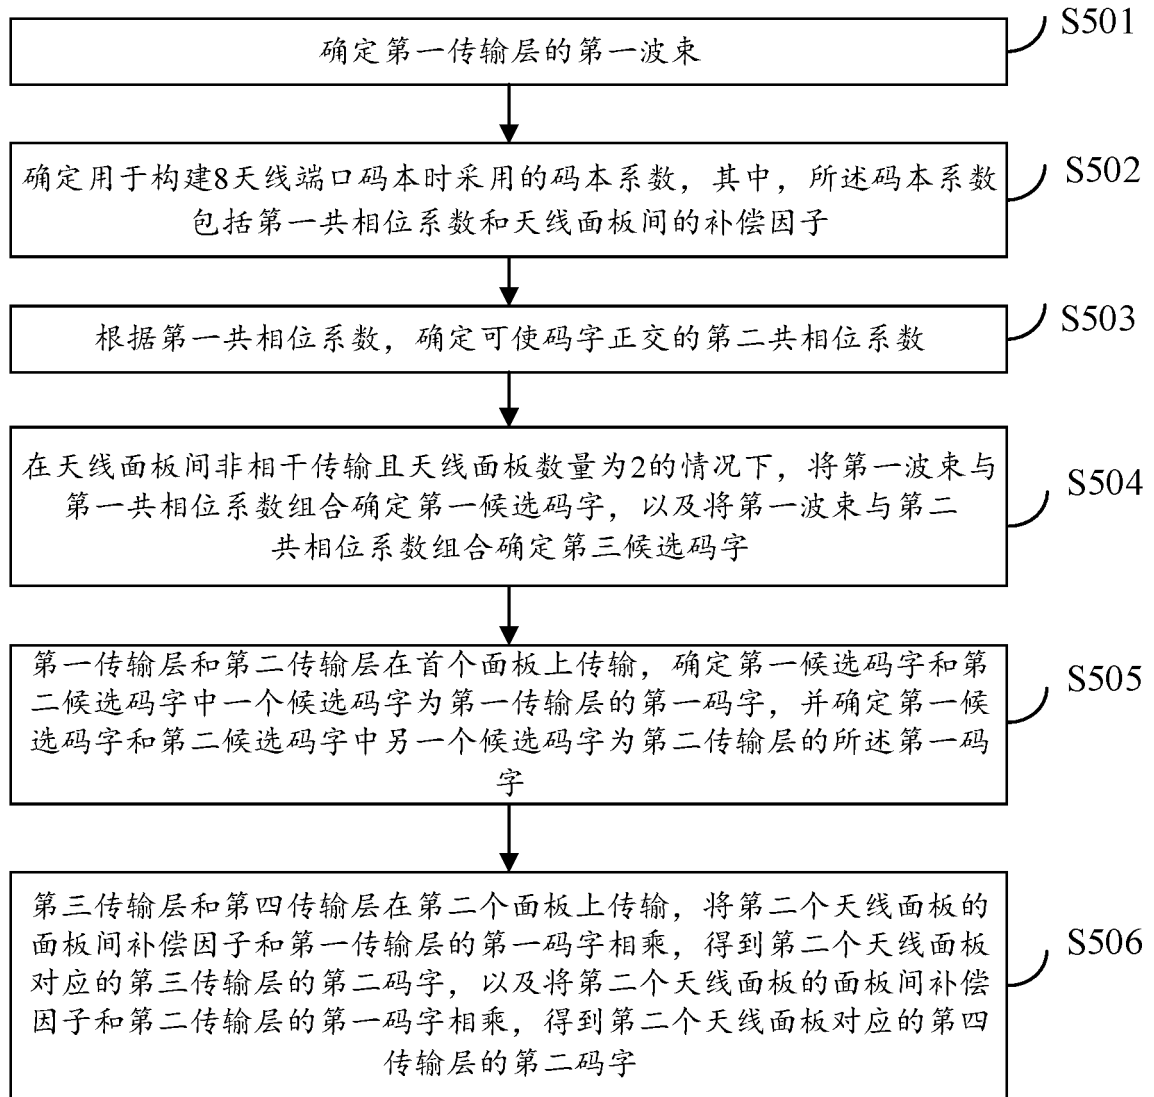 确定第一传输层的第一波束
S501
确定用于构建8天线端口码本时采用的码本系数，其中，所述码本系数
包括第一共相位系数和天线面板间的补偿因子
S502
根据第一共相位系数，确定可使码字正交的第二共相位系数
S503
在天线面板间非相干传输且天线面板数量为2的情况下，将第一波束与
第一共相位系数组合确定第一候选码字，以及将第一波束与第二
共相位系数组合确定第三候选码字
S504
第一传输层和第二传输层在首个面板上传输，确定第一候选码字和第
二候选码字中一个候选码字为第一传输层的第一码字，并确定第一候
选码字和第二候选码字中另一个候选码字为第二传输层的所述第一码
字
S505
第三传输层和第四传输层在第二个面板上传输，将第二个天线面板的
面板间补偿因子和第一传输层的第一码字相乘，得到第二个天线面板
对应的第三传输层的第二码字，以及将第二个天线面板的面板间补偿
因子和第二传输层的第一码字相乘，得到第二个天线面板对应的第四
传输层的第二码字
S506